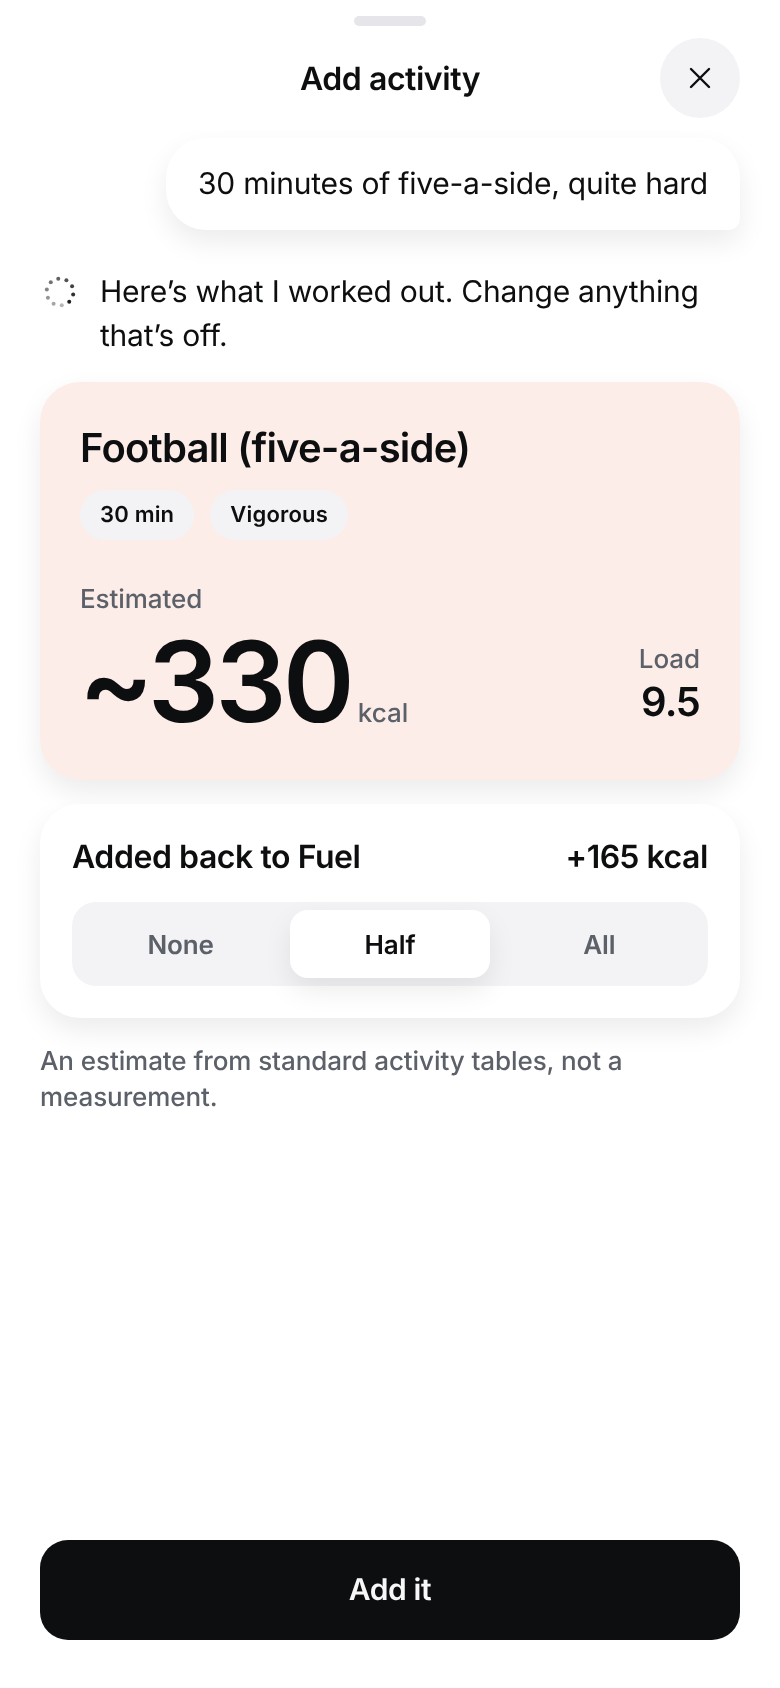 Add activity
30 minutes of five-a-side, quite hard
Here’s what I worked out. Change anything
that’s off.
Football (five-a-side)
30 min Vigorous
Estimated
~330 kcal
Load
9.5
Added back to Fuel +165 kcal
None Half All
An estimate from standard activity tables, not a
measurement.
Add it